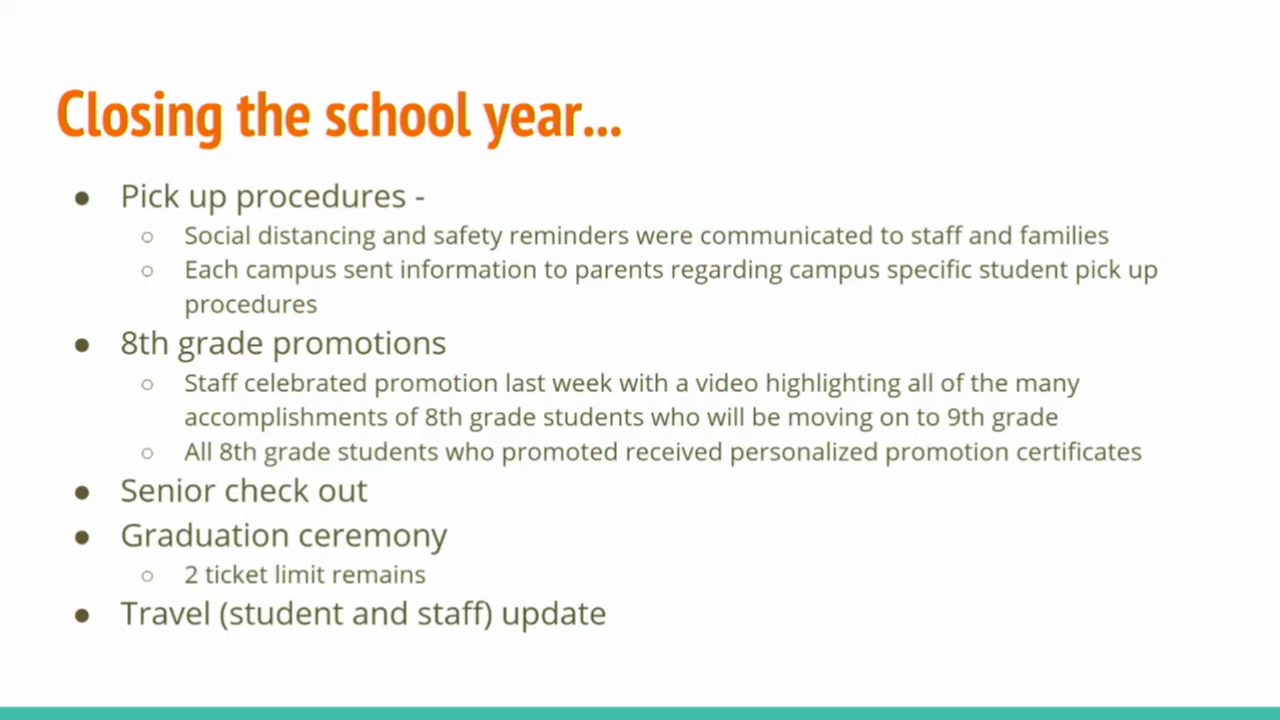 Closing the school year...
● Pick up procedures -
○ Social distancing and safety reminders were communicated to staff and families
○ Each campus sent information to parents regarding campus specific student pick up
procedures
● 8th grade promotions
○ Staff celebrated promotion last week with a video highlighting all of the many
accomplishments of 8th grade students who will be moving on to 9th grade
○ All 8th grade students who promoted received personalized promotion certificates
● Senior check out
● Graduation ceremony
○ 2 ticket limit remains
● Travel (student and staff) update